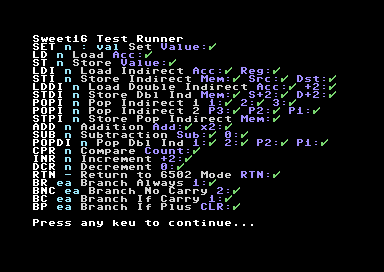 Sweet16 Test Runner
SET n : val Set Value:✓
LD n Load Acc:✓
ST n Store Value:✓
LDI n Load Indirect Acc:✓ Reg:✓
STI n Store Indirect Mem:✓ Src:✓ Dst:✓
LDDI n Load Double Indirect Acc:✓ +2:✓
STDI n Store Dbl Ind Mem:✓ S+2:✓ D+2:✓
POPI n Pop Indirect 1 1:✓ 2:✓ 3:✓
POPI n Pop Indirect 2 P3:✓ P2:✓ P1:✓
STPI n Store Pop Indirect Mem:✓
ADD n Addition Add:✓ x2:✓
SUB n Subtraction Sub:✓ 0:✓
POPDI n Pop Dbl Ind 1:✓ 2:✓ P2:✓ P1:✓
CPR n Compare Count:✓
INR n Increment +2:✓
DCR n Decrement 0:✓
RTN - Return to 6502 Mode RTN:✓
BR ea Branch Always 1:✓
BNC ea Branch No Carry 2:✓
BC ea Branch If Carry 1:✓
BP ea Branch If Plus CLR:✓
Press any key to continue...